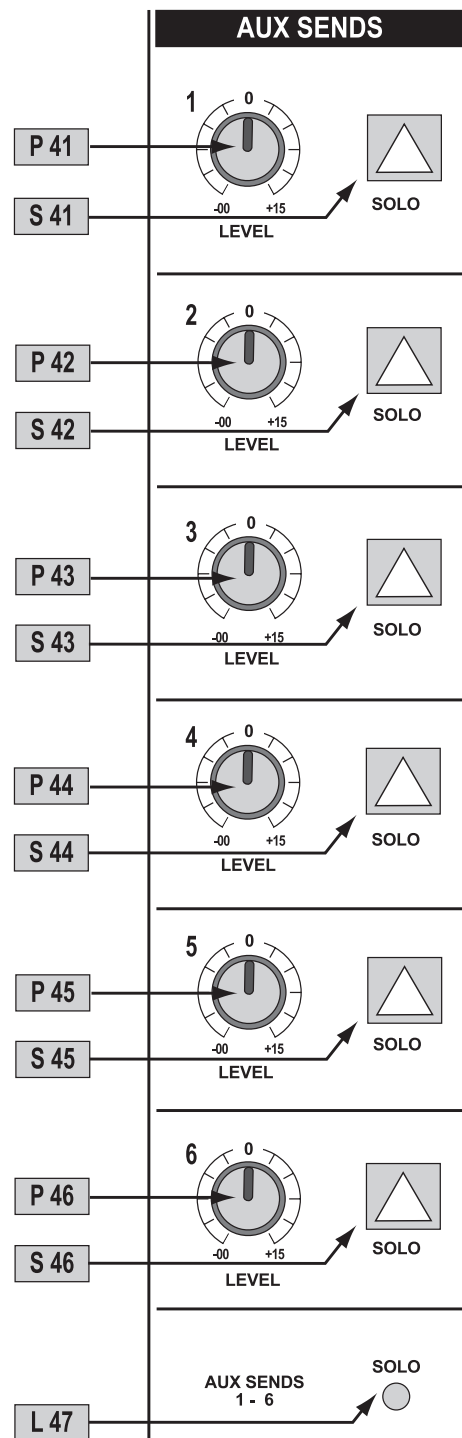 AUX SENDS
1
0
P 41
S 41
-00 +15
SOLO
LEVEL
2
0
P 42
S 42
-00 +15
SOLO
LEVEL
3
0
P 43
S 43
-00 +15
SOLO
LEVEL
4
0
P 44
S 44
-00 +15
SOLO
LEVEL
5
0
P 45
S 45
-00 +15
SOLO
LEVEL
6
0
P 46
S 46
-00 +15
SOLO
LEVEL
SOLO
AUX SENDS
1 - 6
L 47